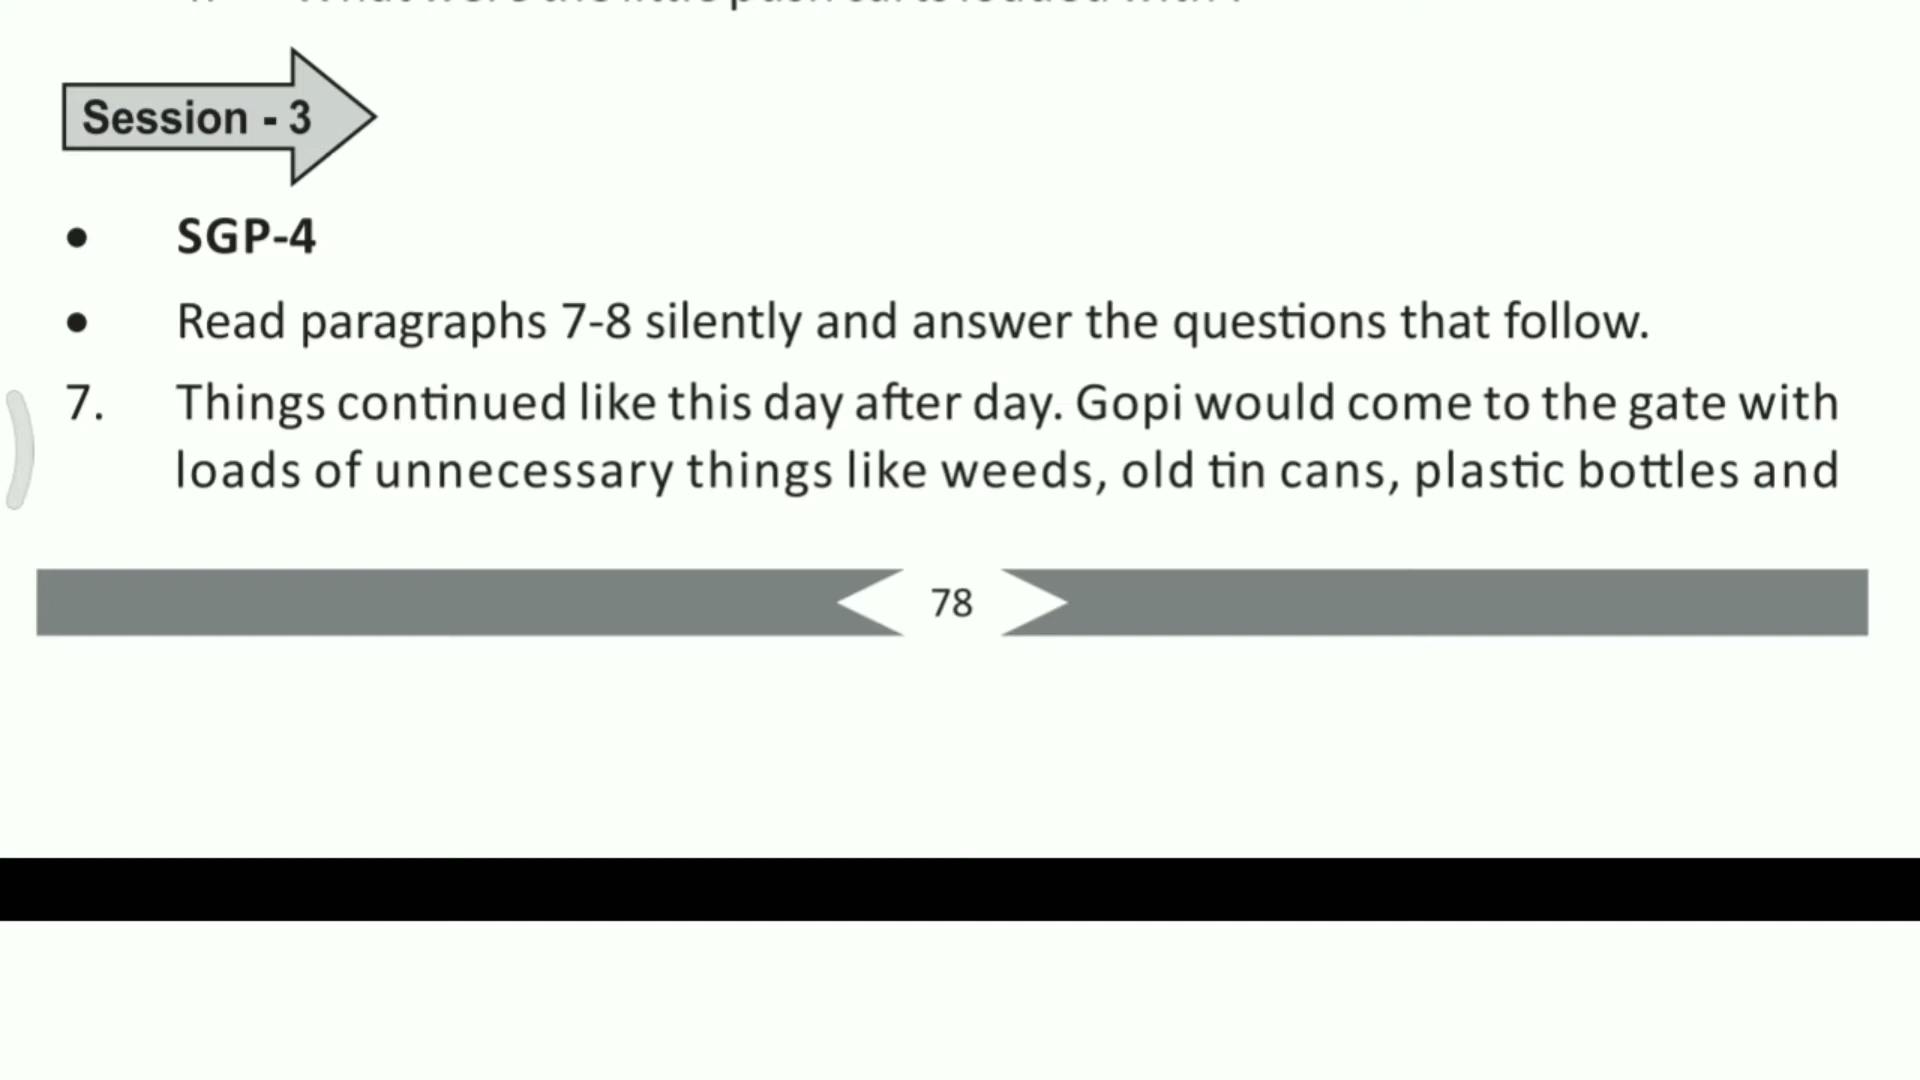 Session - 3
• SGP-4
• Read paragraphs 7-8 silently and answer the questions that follow.
7. Things continued like this day after day. Gopi would come to the gate with
loads of unnecessary things like weeds, old tin cans, plastic bottles and
78